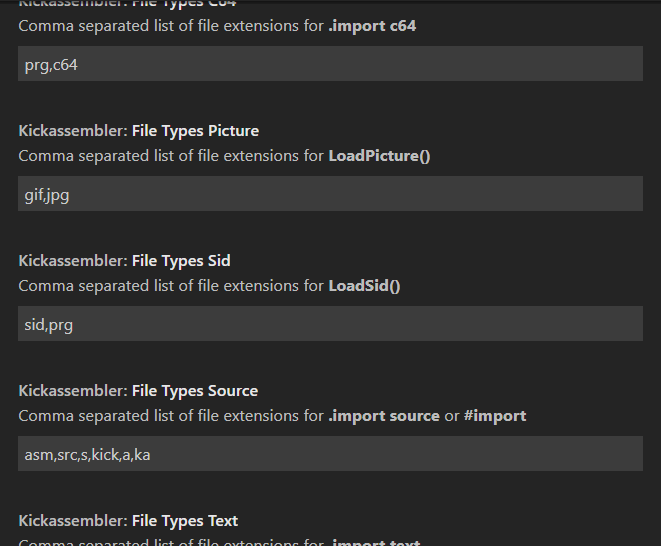 Kickassembler: File Types C64
Comma separated list of file extensions for .import c64
prg,c64
Kickassembler: File Types Picture
Comma separated list of file extensions for LoadPicture()
gif,jpg
Kickassembler: File Types Sid
Comma separated list of file extensions for LoadSid()
sid,prg
Kickassembler: File Types Source
Comma separated list of file extensions for .import source or #import
asm,src,s,kick,a,ka
Kickassembler: File Types Text
Comma separated list of file extensions for .import text